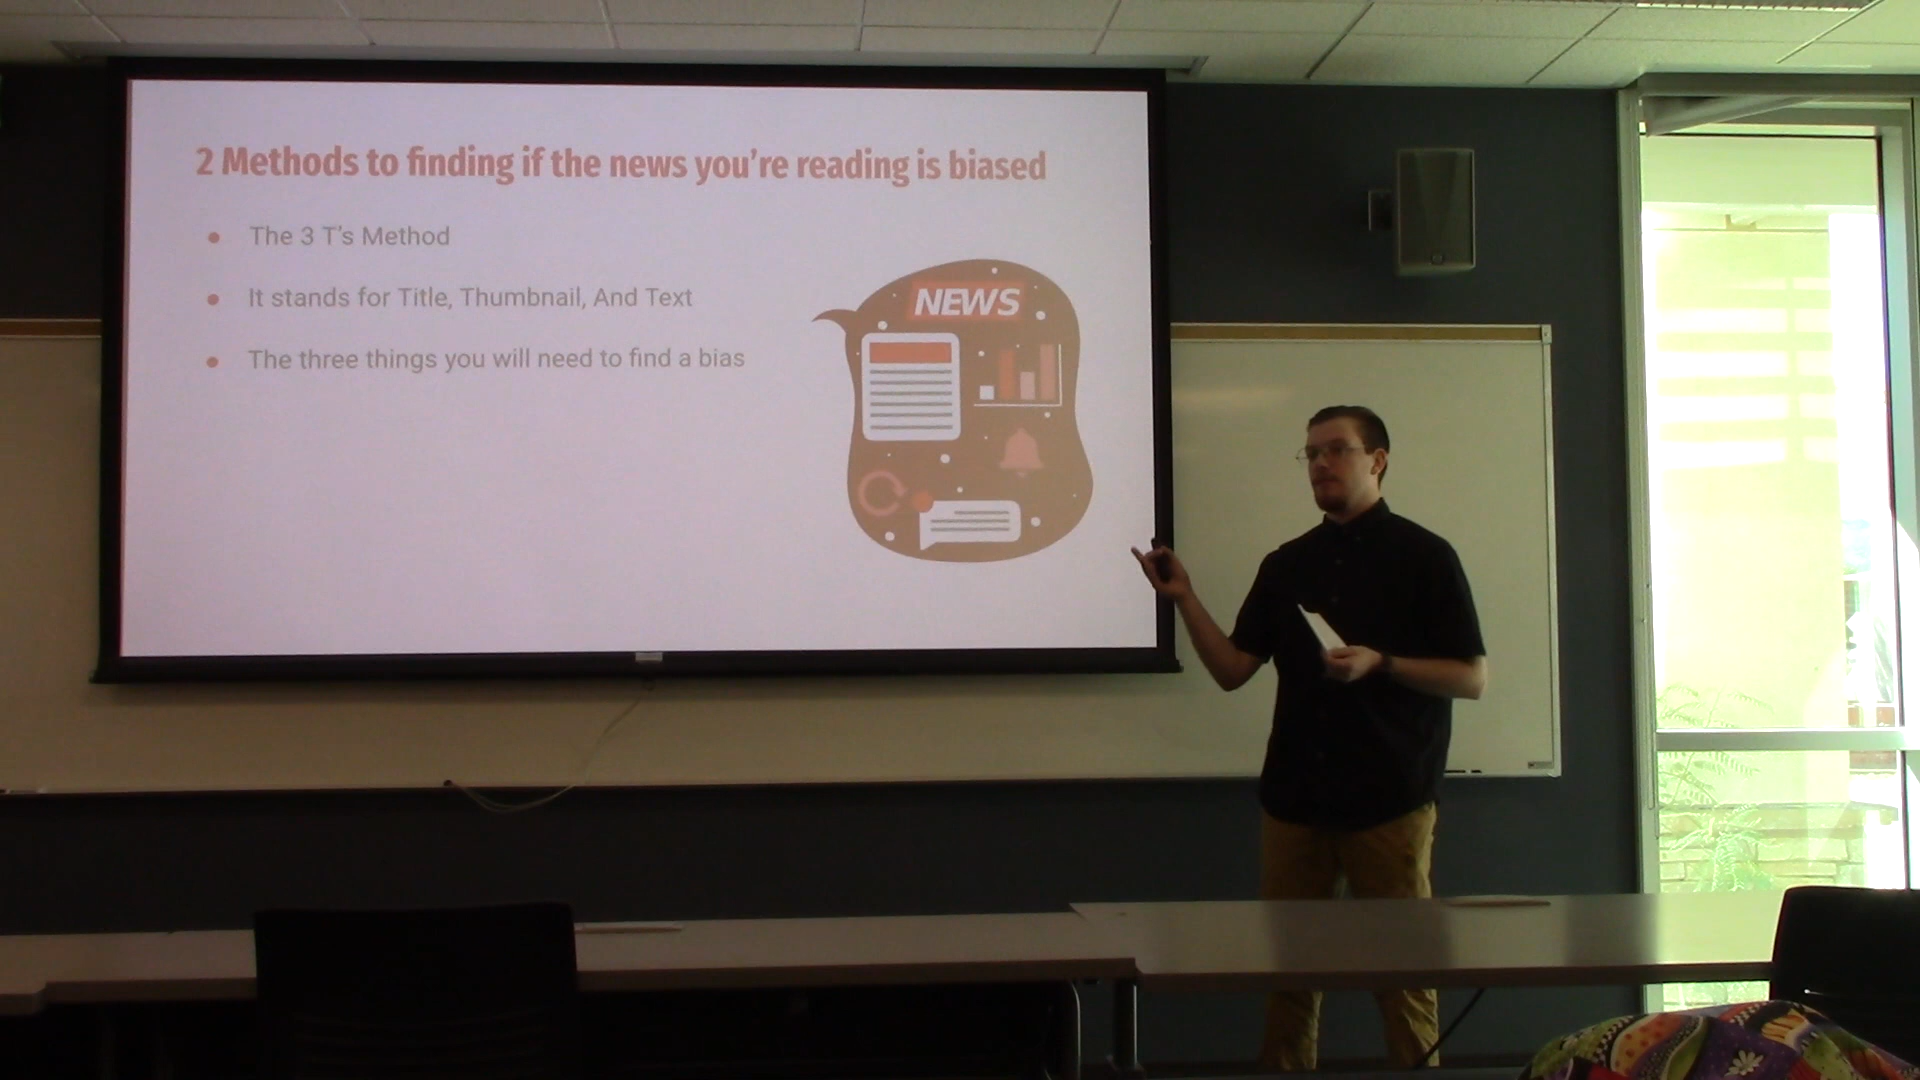 2 Methods to finding if the news you're reading is biased
The 3 T's Method
It stands for Title, Thumbnail, And Text
The three things you will need to find a bias
NEWS